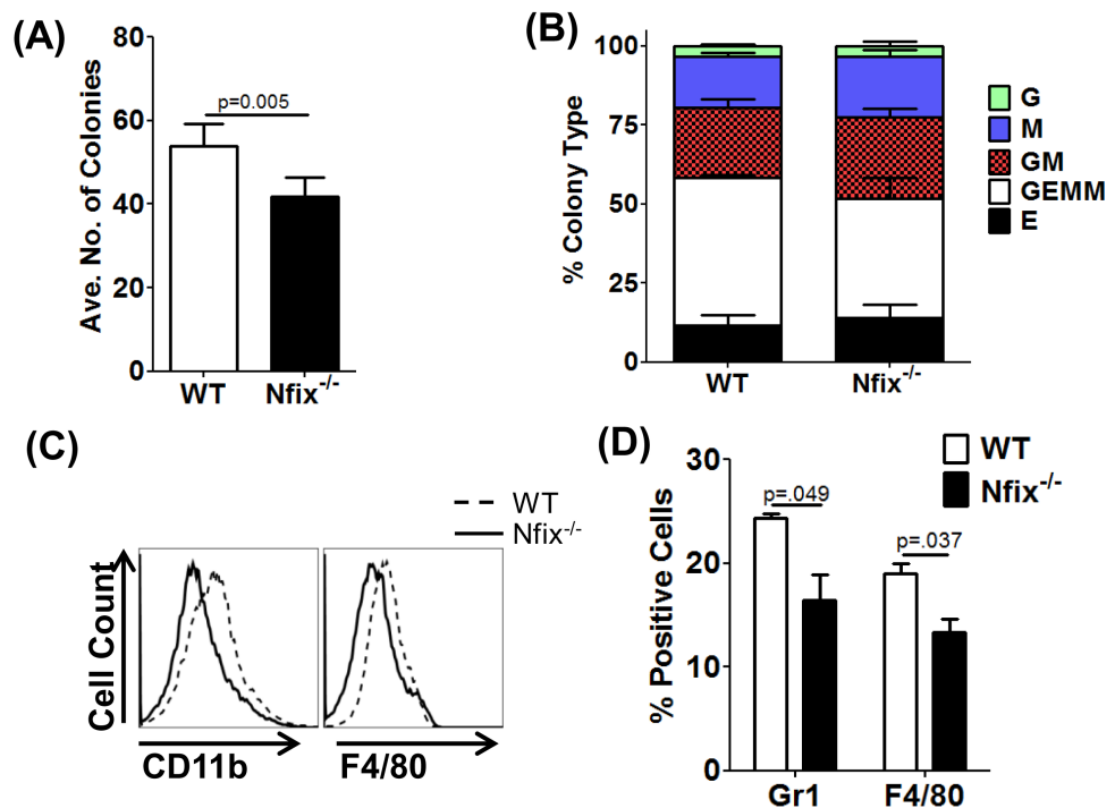 (A)
Ave. No. of Colonies
80
60
40
20
0
p=0.005
WT
Nfix-/-
(B)
% Colony Type
100
75
50
25
0
WT
Nfix-/-
G
M
GM
GEMM
E
(C)
WT
Nfix-/-
Cell Count
CD11b
F4/80
(D)
WT
Nfix-/-
% Positive Cells
30
20
10
0
p=.049
p=.037
Gr1
F4/80